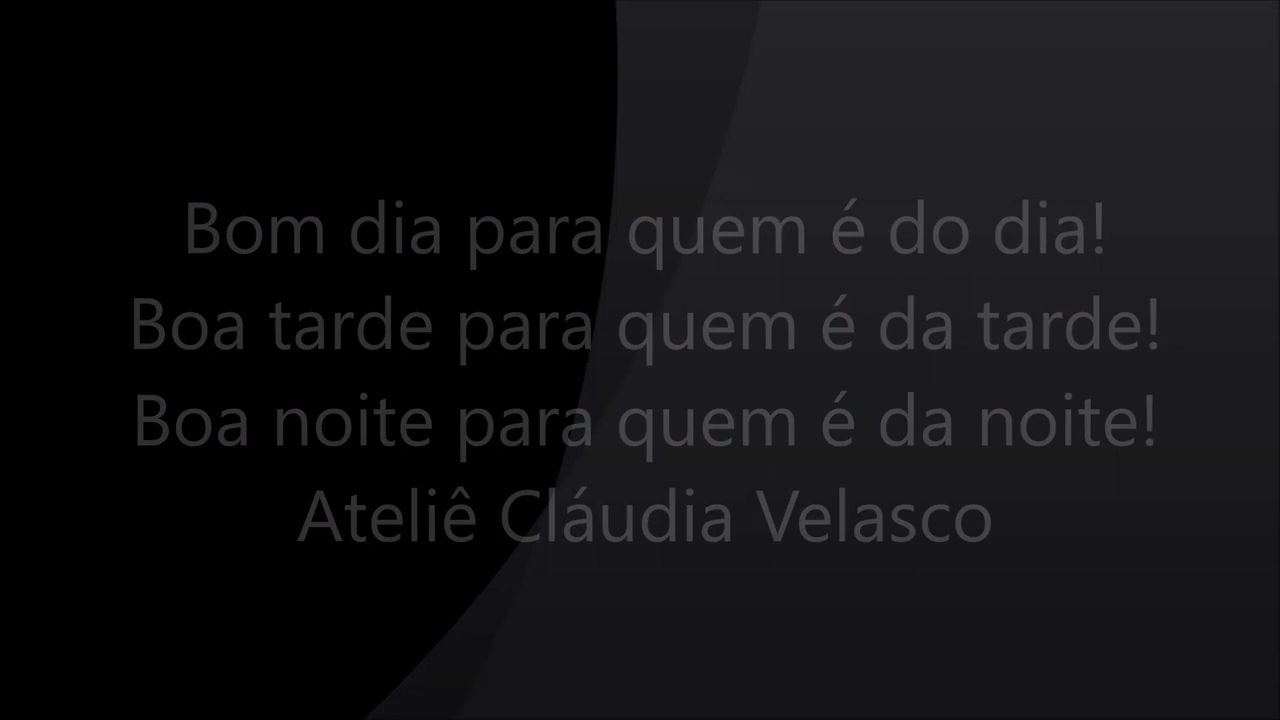 Bom dia para quem é do dia!
Boa tarde para quem é da tarde!
Boa noite para quem é da noite!
Ateliê Cláudia Velasco